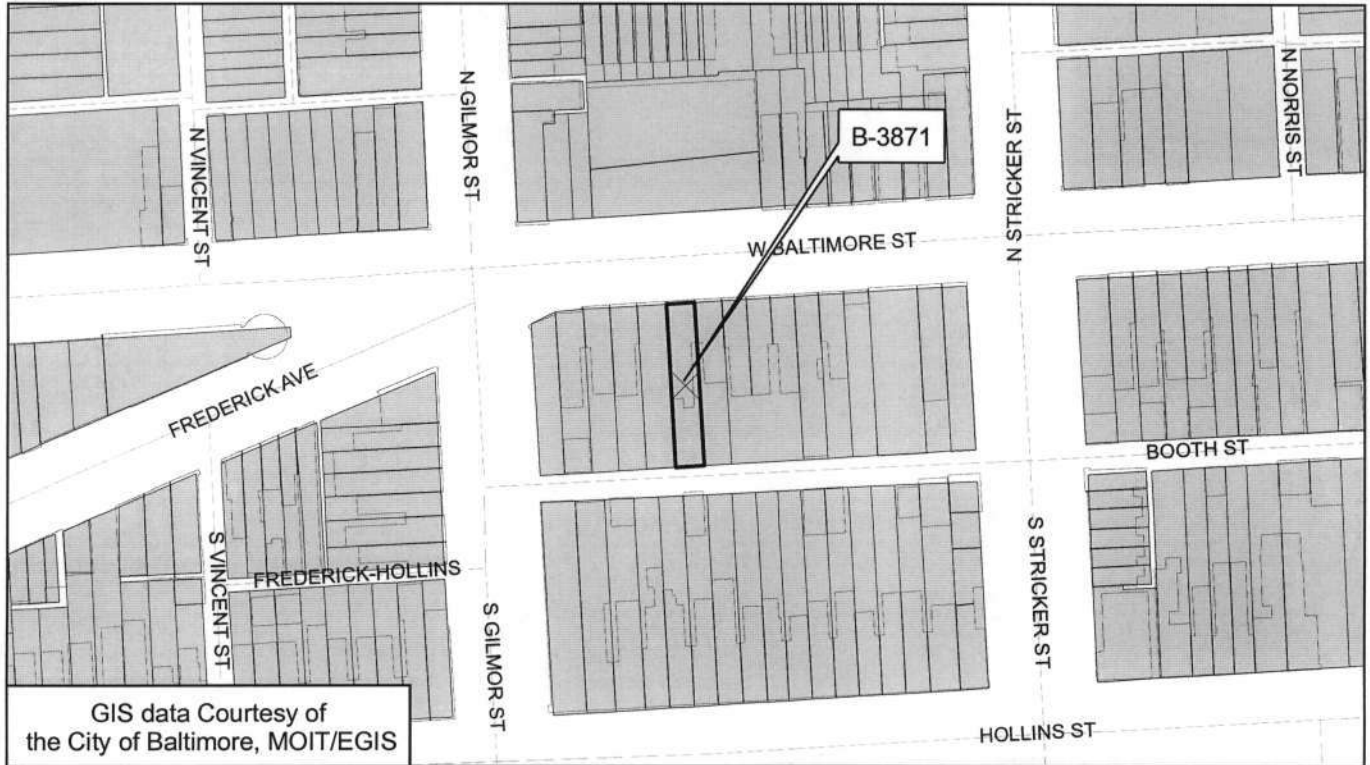 N GILMOR ST
N VINCENT ST
B-3871
N STRICKER ST
N NORRIS ST
W BALTIMORE ST
FREDERICK AVE
BOOTH ST
S VINCENT ST
FREDERICK-HOLLINS
S GILMOR ST
S STRICKER ST
HOLLINS ST
GIS data Courtesy of
the City of Baltimore, MOIT/EGIS